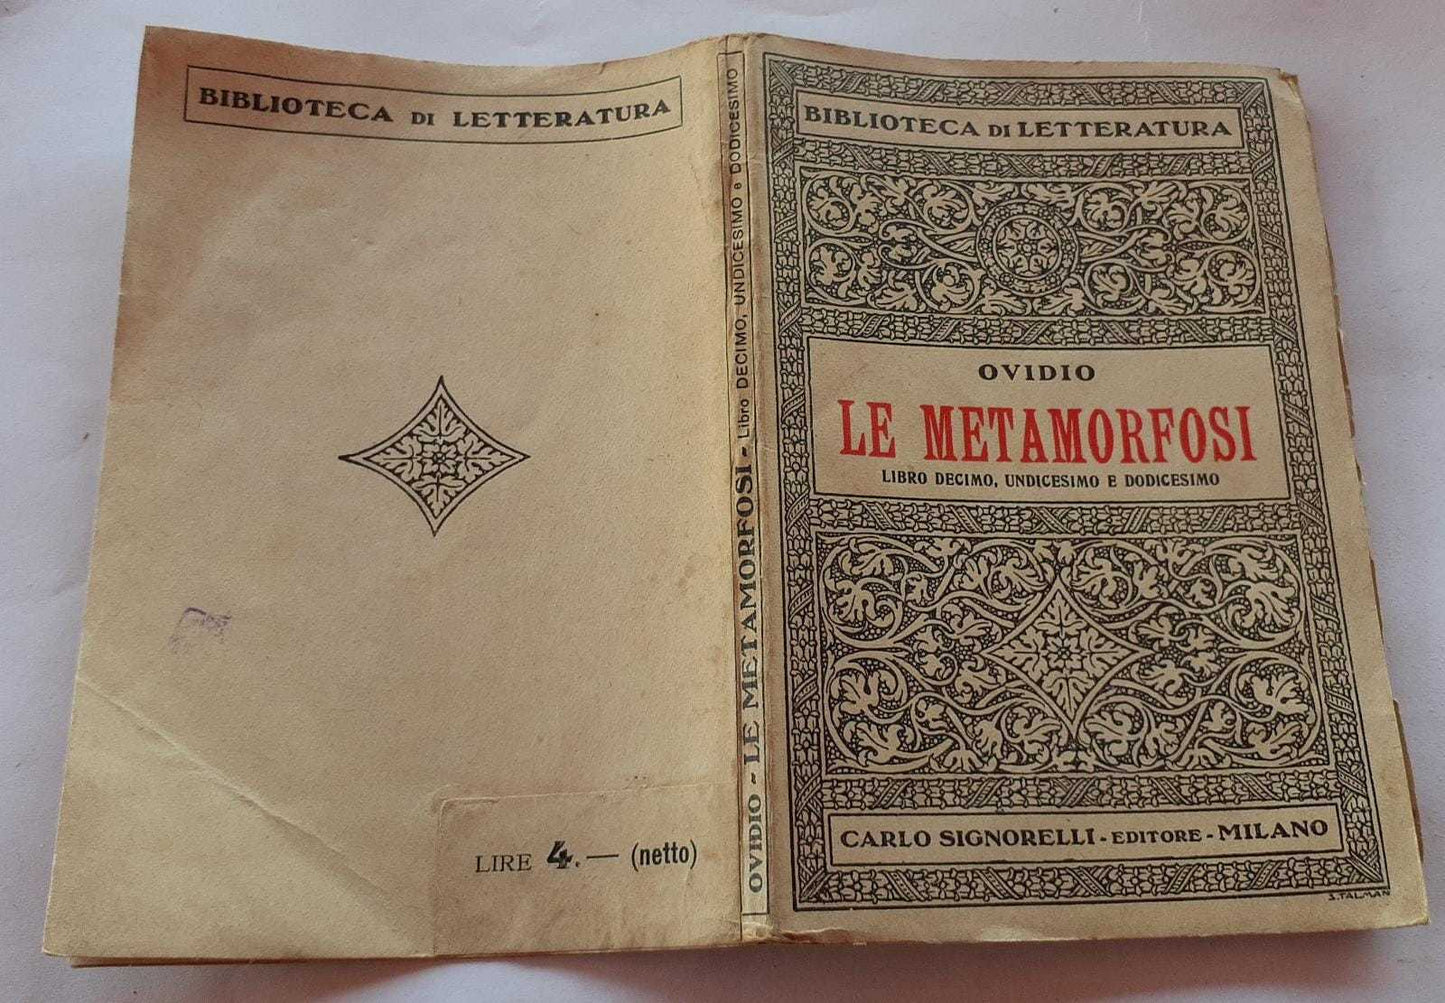 BIBLIOTECA DI LETTERATURA
LIRE 4.— (netto)
OVIDIO - LE METAMORFOSI - Libro DECIMO, UNDICESIMO e DODICESIMO
BIBLIOTECA DI LETTERATURA
OVIDIO
LE METAMORFOSI
LIBRO DECIMO, UNDICESIMO E DODICESIMO
CARLO SIGNORELLI - EDITORE - MILANO
S. TALMAN